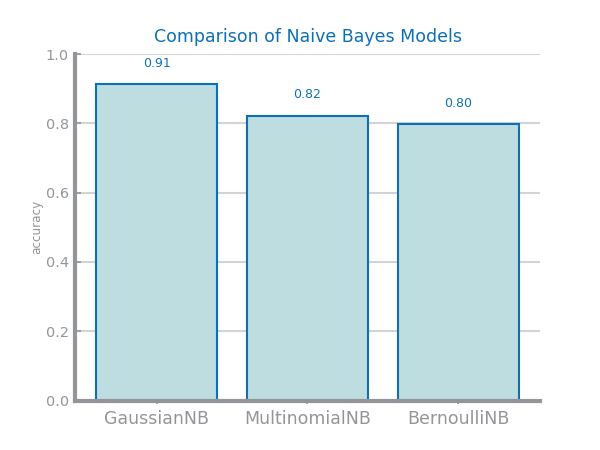 Comparison of Naive Bayes Models
1.0
0.8
0.6
0.4
0.2
0.0
accuracy
0.91
0.82
0.80
GaussianNB
MultinomialNB
BernoulliNB